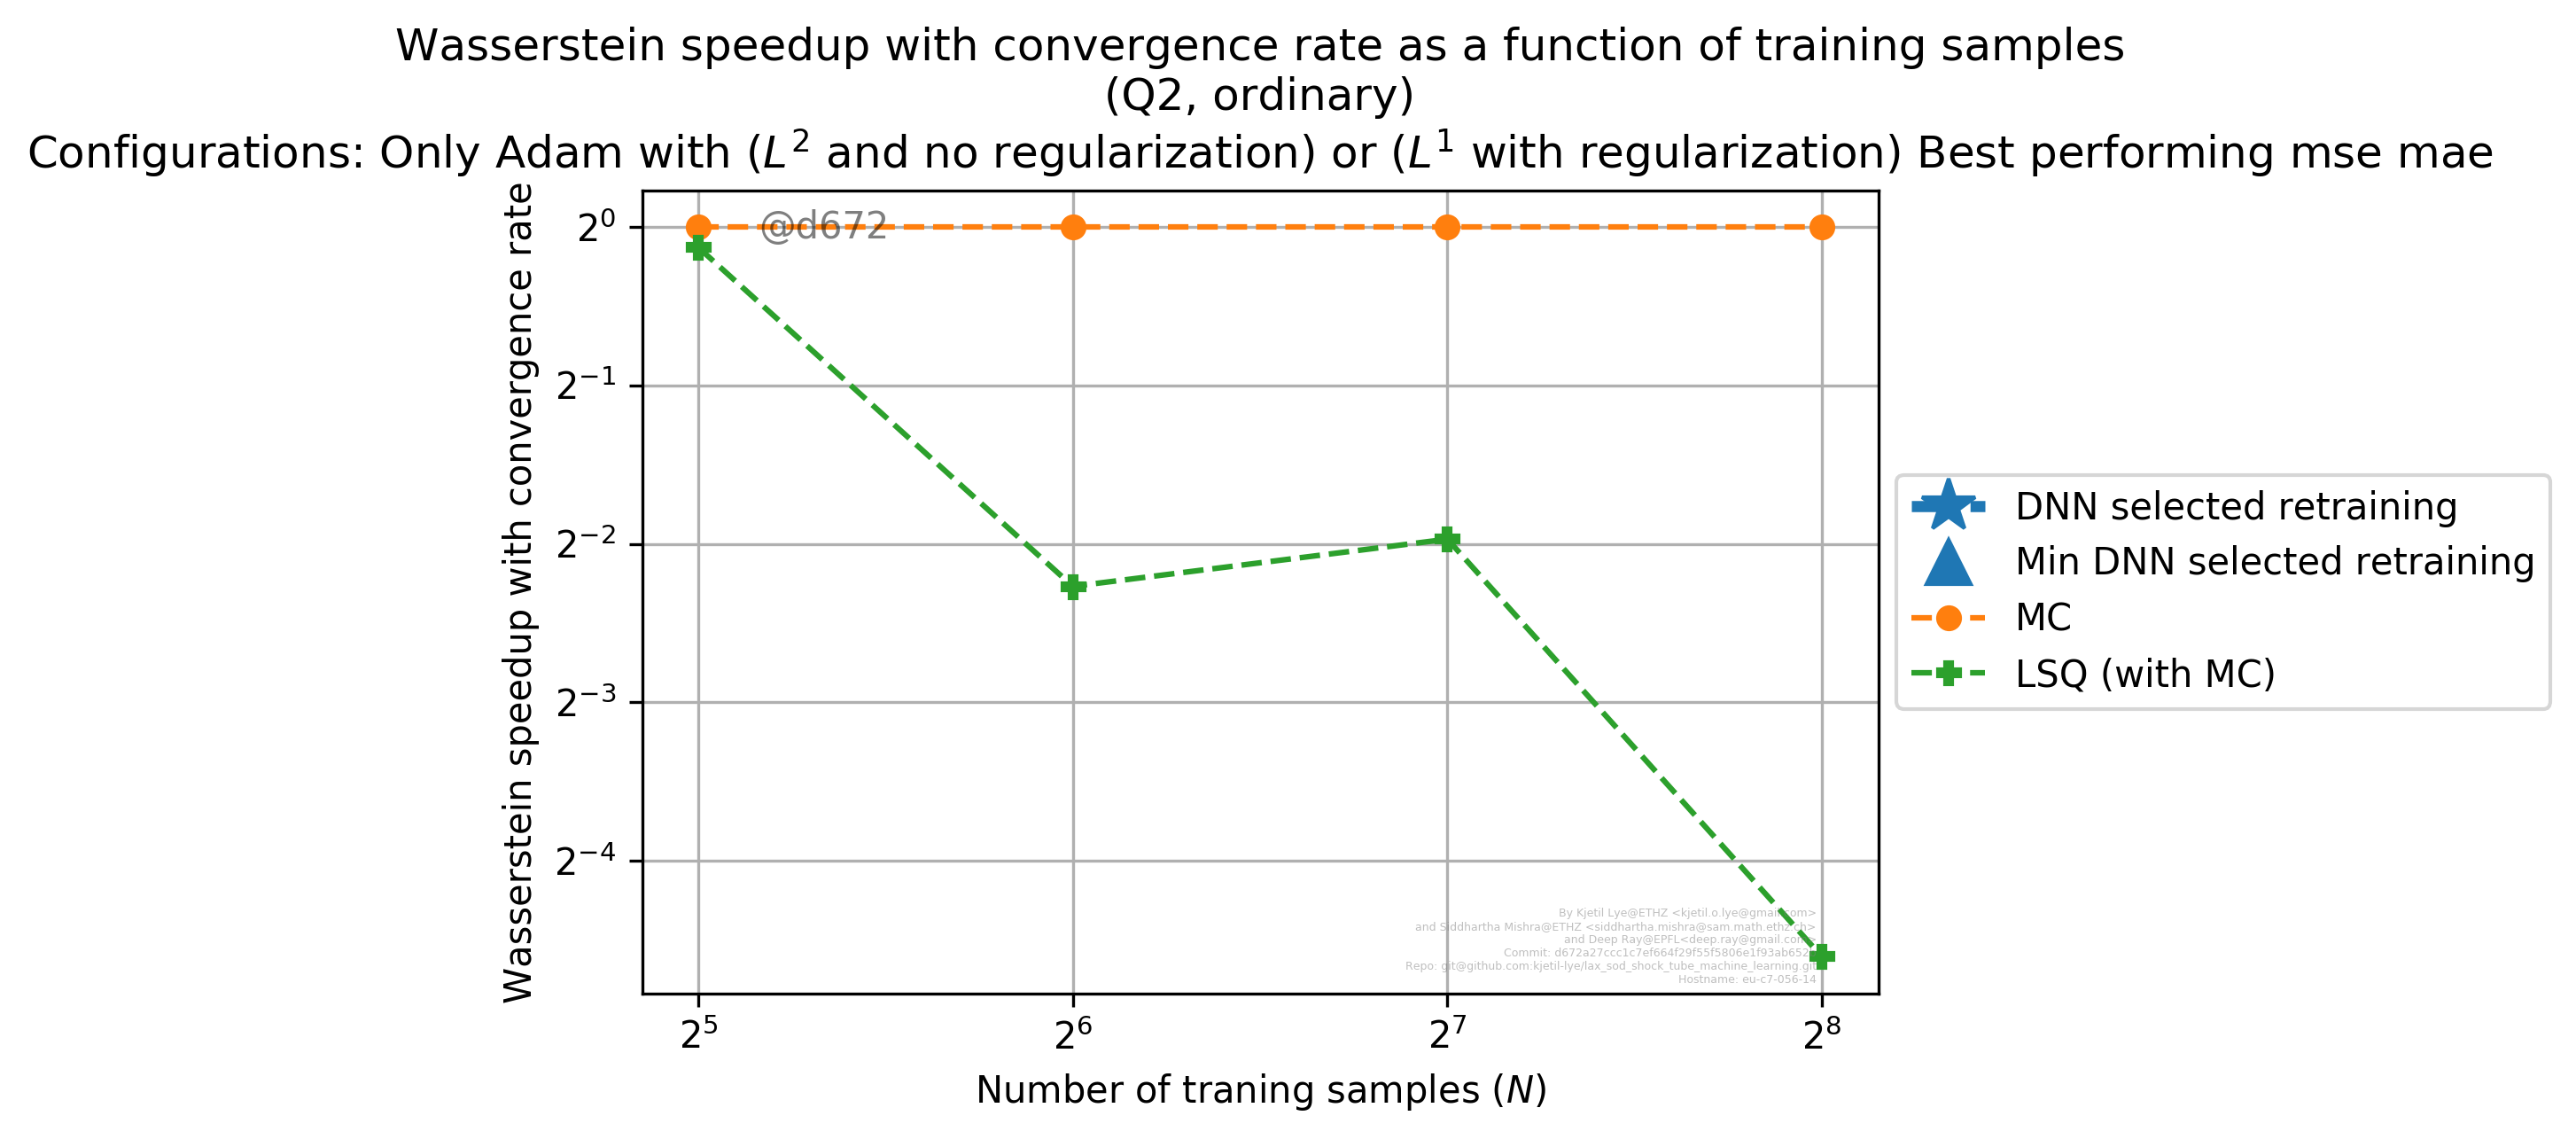 Wasserstein speedup with convergence rate as a function of training samples
(Q2, ordinary)
Configurations: Only Adam with (L² and no regularization) or (L¹ with regularization) Best performing mse mae
Wasserstein speedup with convergence rate
2⁰
2⁻¹
2⁻²
2⁻³
2⁻⁴
@d672
DNN selected retraining
Min DNN selected retraining
MC
LSQ (with MC)
By Kjetil Lye@ETHZ <kjetil.o.lye@gmail.com>
and Siddhartha Mishra@ETHZ <siddhartha.mishra@sam.math.ethz.ch>
and Deep Ray@EPFL<deep.ray@gmail.com>
Commit:
Repo: git@github.com:kjetil-lye/lax_sod_shock_tube_machine_learning.git
Hostname: eu-c7-056-14
2⁵
2⁶
2⁷
2⁸
Number of traning samples (N)